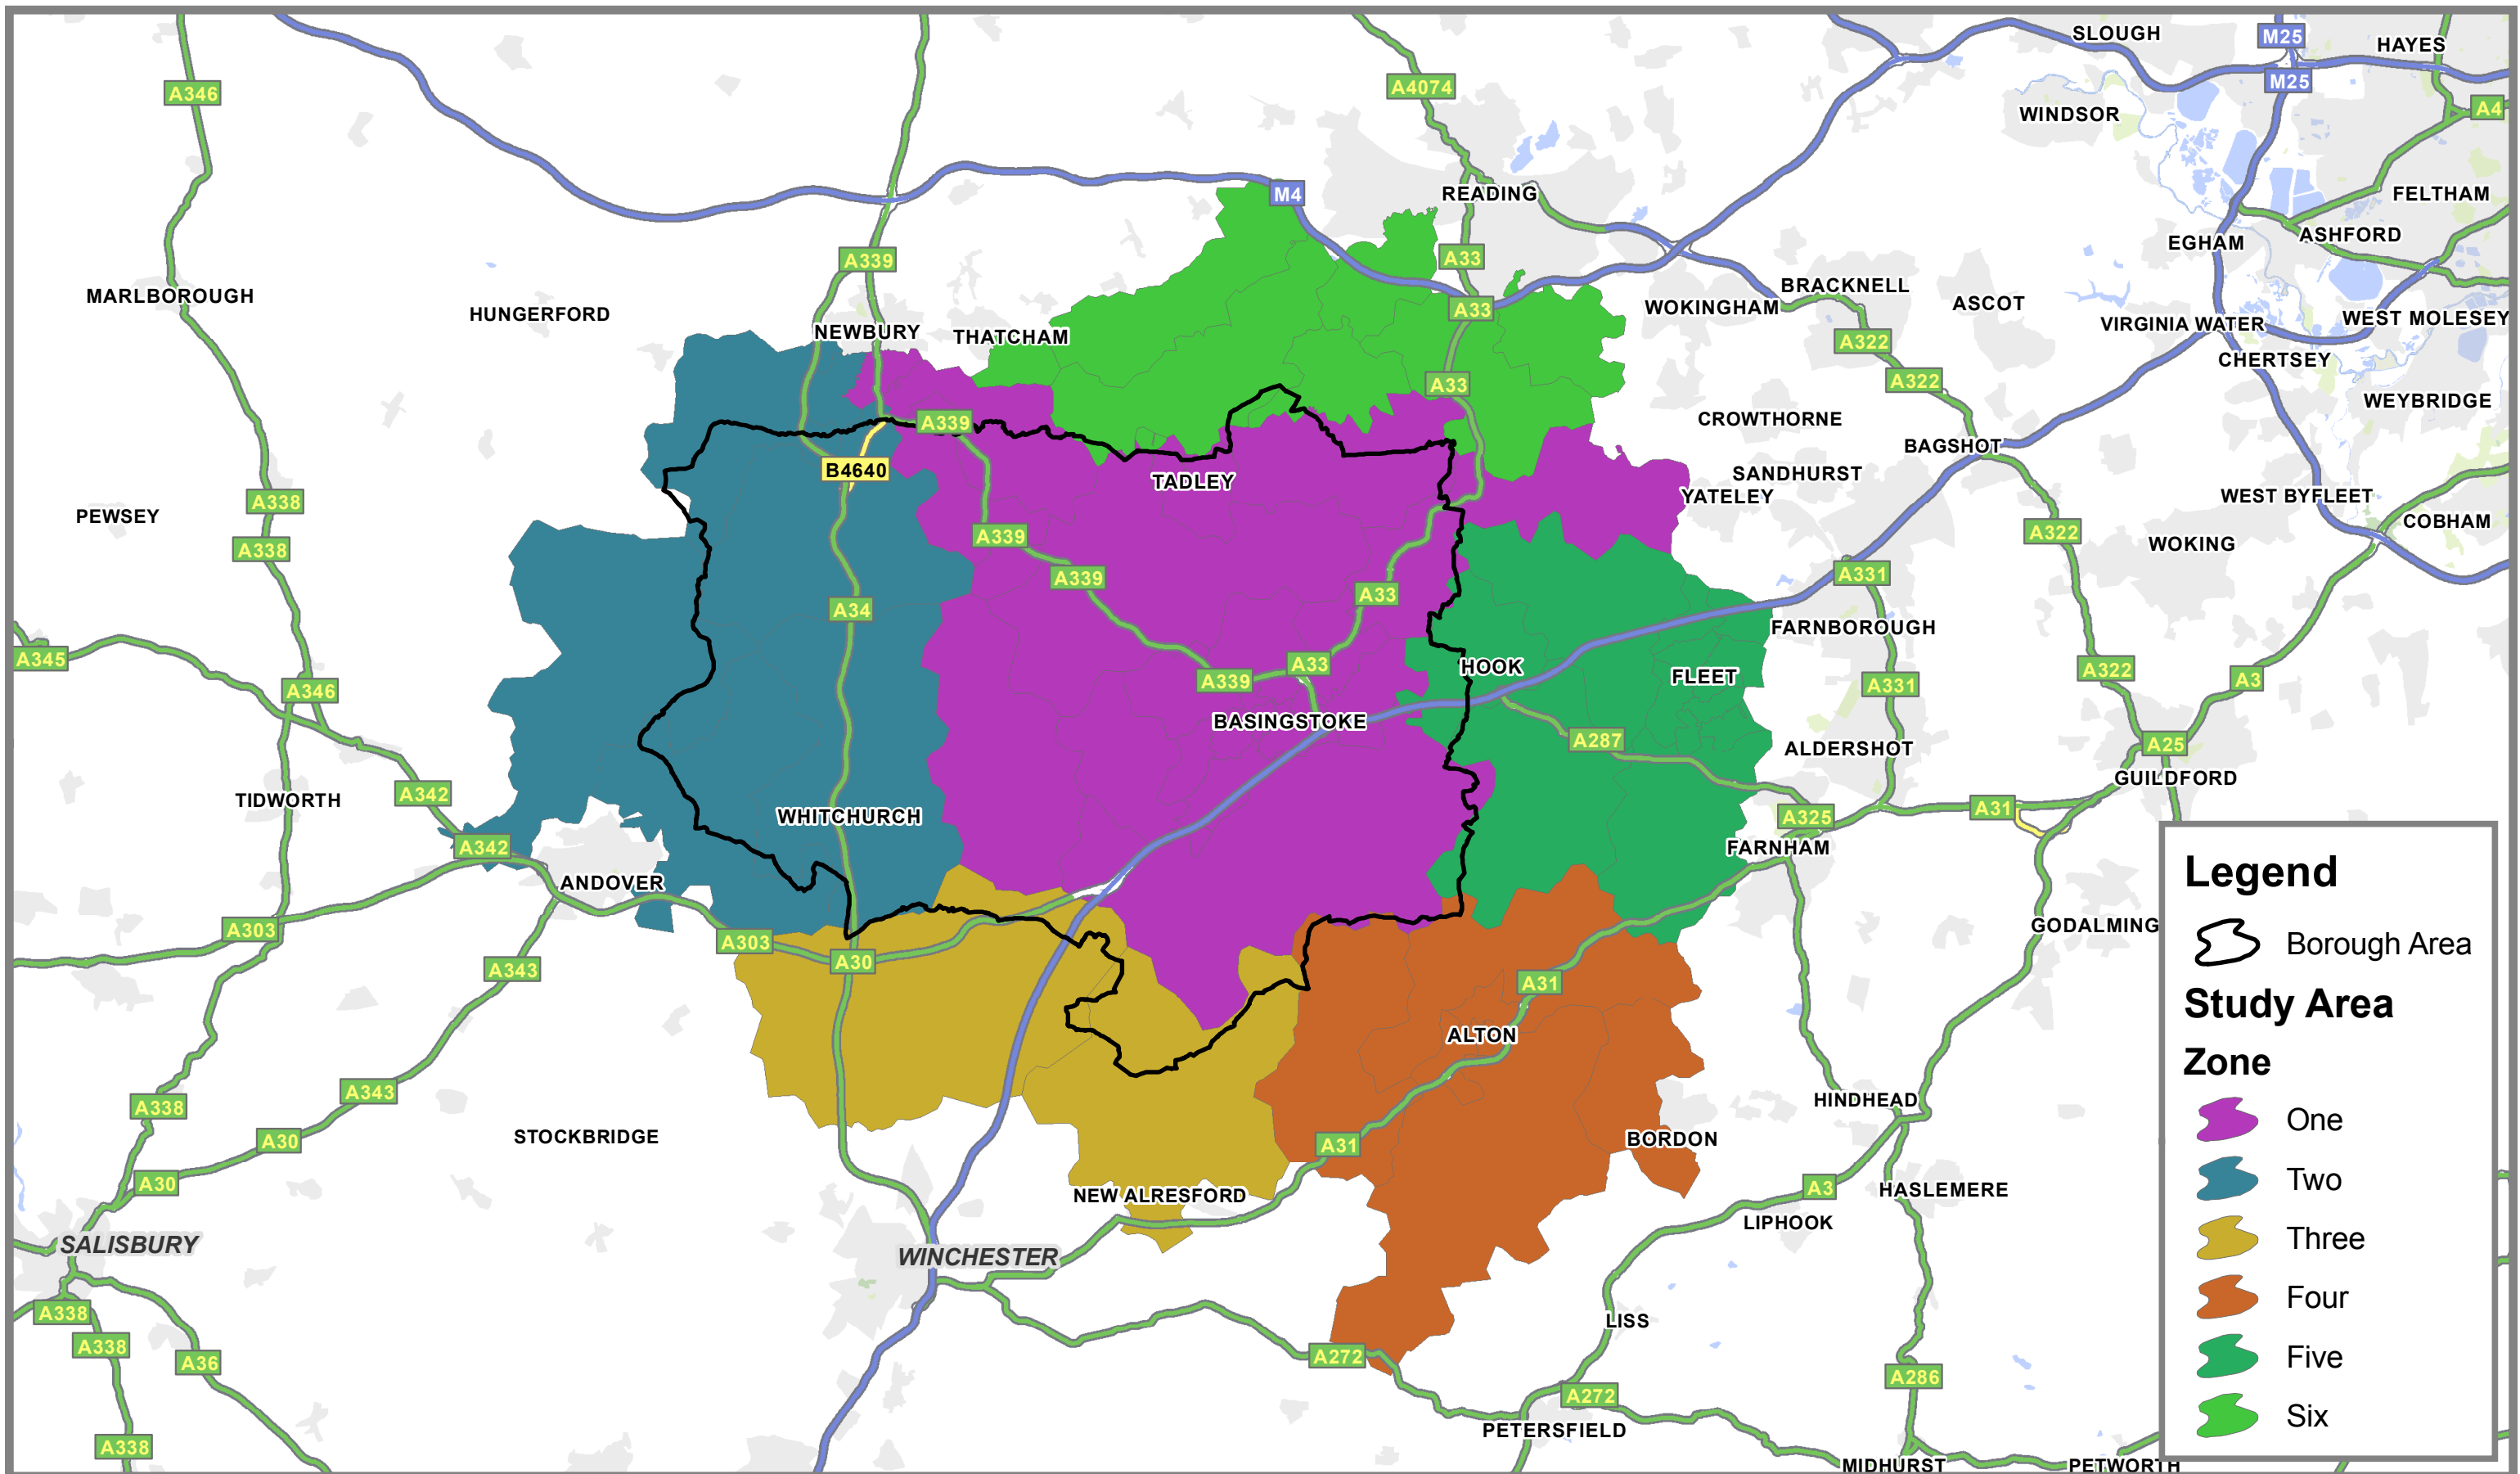 SLOUGH
M25
HAYES
A346
A4074
M25
A4
WINDSOR
M4
READING
FELTHAM
A339
A33
EGHAM
ASHFORD
MARLBOROUGH
HUNGERFORD
BRACKNELL
ASCOT
A33
WOKINGHAM
NEWBURY
THATCHAM
VIRGINIA WATER
WEST MOLESEY
A322
CHERTSEY
A33
A322
WEYBRIDGE
A339
CROWTHORNE
BAGSHOT
B4640
TADLEY
SANDHURST
YATELEY
WEST BYFLEET
A338
PEWSEY
COBHAM
A339
A322
A338
WOKING
A339
A331
A33
A34
FARNBOROUGH
A345
A33
HOOK
FLEET
A322
A3
A339
A331
A346
BASINGSTOKE
A287
ALDERSHOT
A25
GUILDFORD
TIDWORTH
A342
WHITCHURCH
A325
A31
A342
FARNHAM
ANDOVER
A303
A303
GODALMING
A30
A343
A31
ALTON
A343
A338
HINDHEAD
STOCKBRIDGE
A30
A31
BORDON
A30
NEW ALRESFORD
A3
HASLEMERE
LIPHOOK
SALISBURY
WINCHESTER
A338
LISS
A338
A36
A272
A286
A272
PETERSFIELD
A338
MIDHURST
PETWORTH
Legend
Borough Area
Study Area
Zone
One
Two
Three
Four
Five
Six